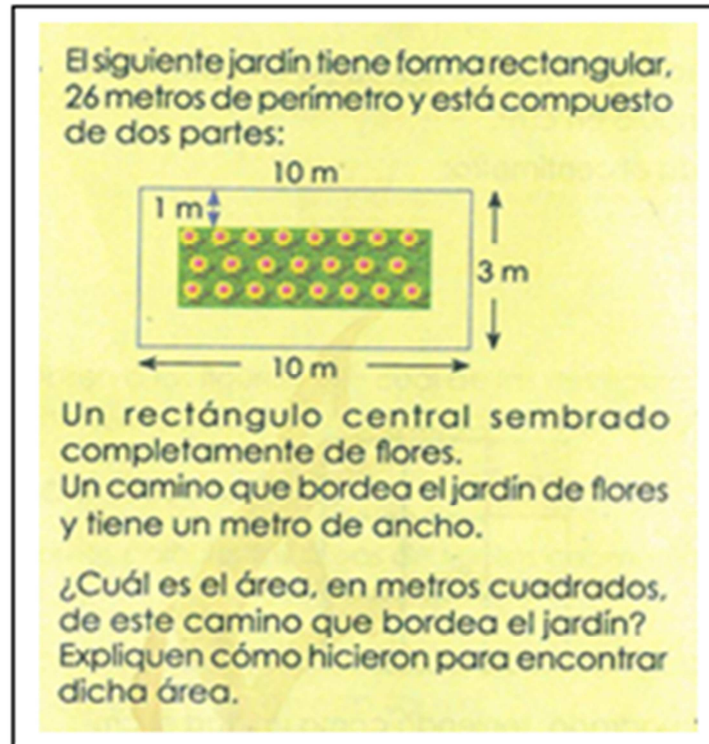 El siguiente jardín tiene forma rectangular,
26 metros de perímetro y está compuesto
de dos partes:
10 m
1 m
3 m
10 m
Un rectángulo central sembrado
completamente de flores.
Un camino que bordea el jardín de flores
y tiene un metro de ancho.
¿Cuál es el área, en metros cuadrados,
de este camino que bordea el jardín?
Expliquen cómo hicieron para encontrar
dicha área.